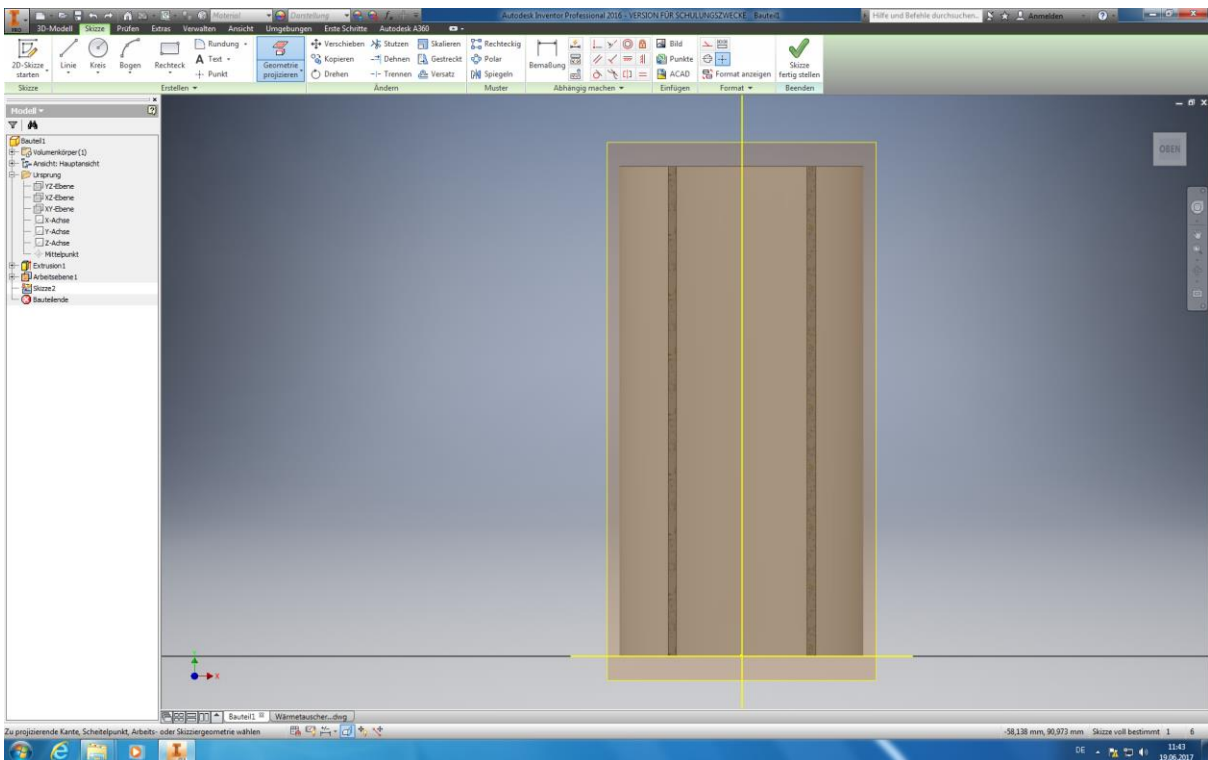 PRO
Material
Darstellung
Autodesk Inventor Professional 2016 - VERSION FÜR SCHULUNGSZWECKE Bauteil1
Hilfe und Befehle durchsuchen...
Anmelden
3D-Modell Skizze Prüfen Extras Verwalten Ansicht Umgebungen Erste Schritte Autodesk A360
2D-Skizze starten
Linie Kreis Bogen Rechteck
Rundung
A Text
Punkt
Geometrie projizieren
Verschieben Stutzen Skalieren
Kopieren Dehnen Gestreckt
Drehen Trennen Versatz
Rechteckig
Polar
Spiegeln
Bemaßung
Bild
Punkte
ACAD
Format anzeigen
Skizze fertig stellen
Skizze Erstellen Ändern Muster Abhängig machen Einfügen Format Beenden
Modell
Bauteil1
Volumenkörper(1)
Ansicht: Hauptansicht
Ursprung
YZ-Ebene
XZ-Ebene
XY-Ebene
X-Achse
Y-Achse
Z-Achse
Mittelpunkt
Extrusion1
Arbeitsebene1
Skizze2
Bauteilende
OBEN
X
Bauteil1 Wärmetauscher...dwg
Zu projizierende Kante, Scheitelpunkt, Arbeits- oder Skizziergeometrie wählen
-58,138 mm, 90,973 mm Skizze voll bestimmt 1 6
DE
11:43
19.06.2017